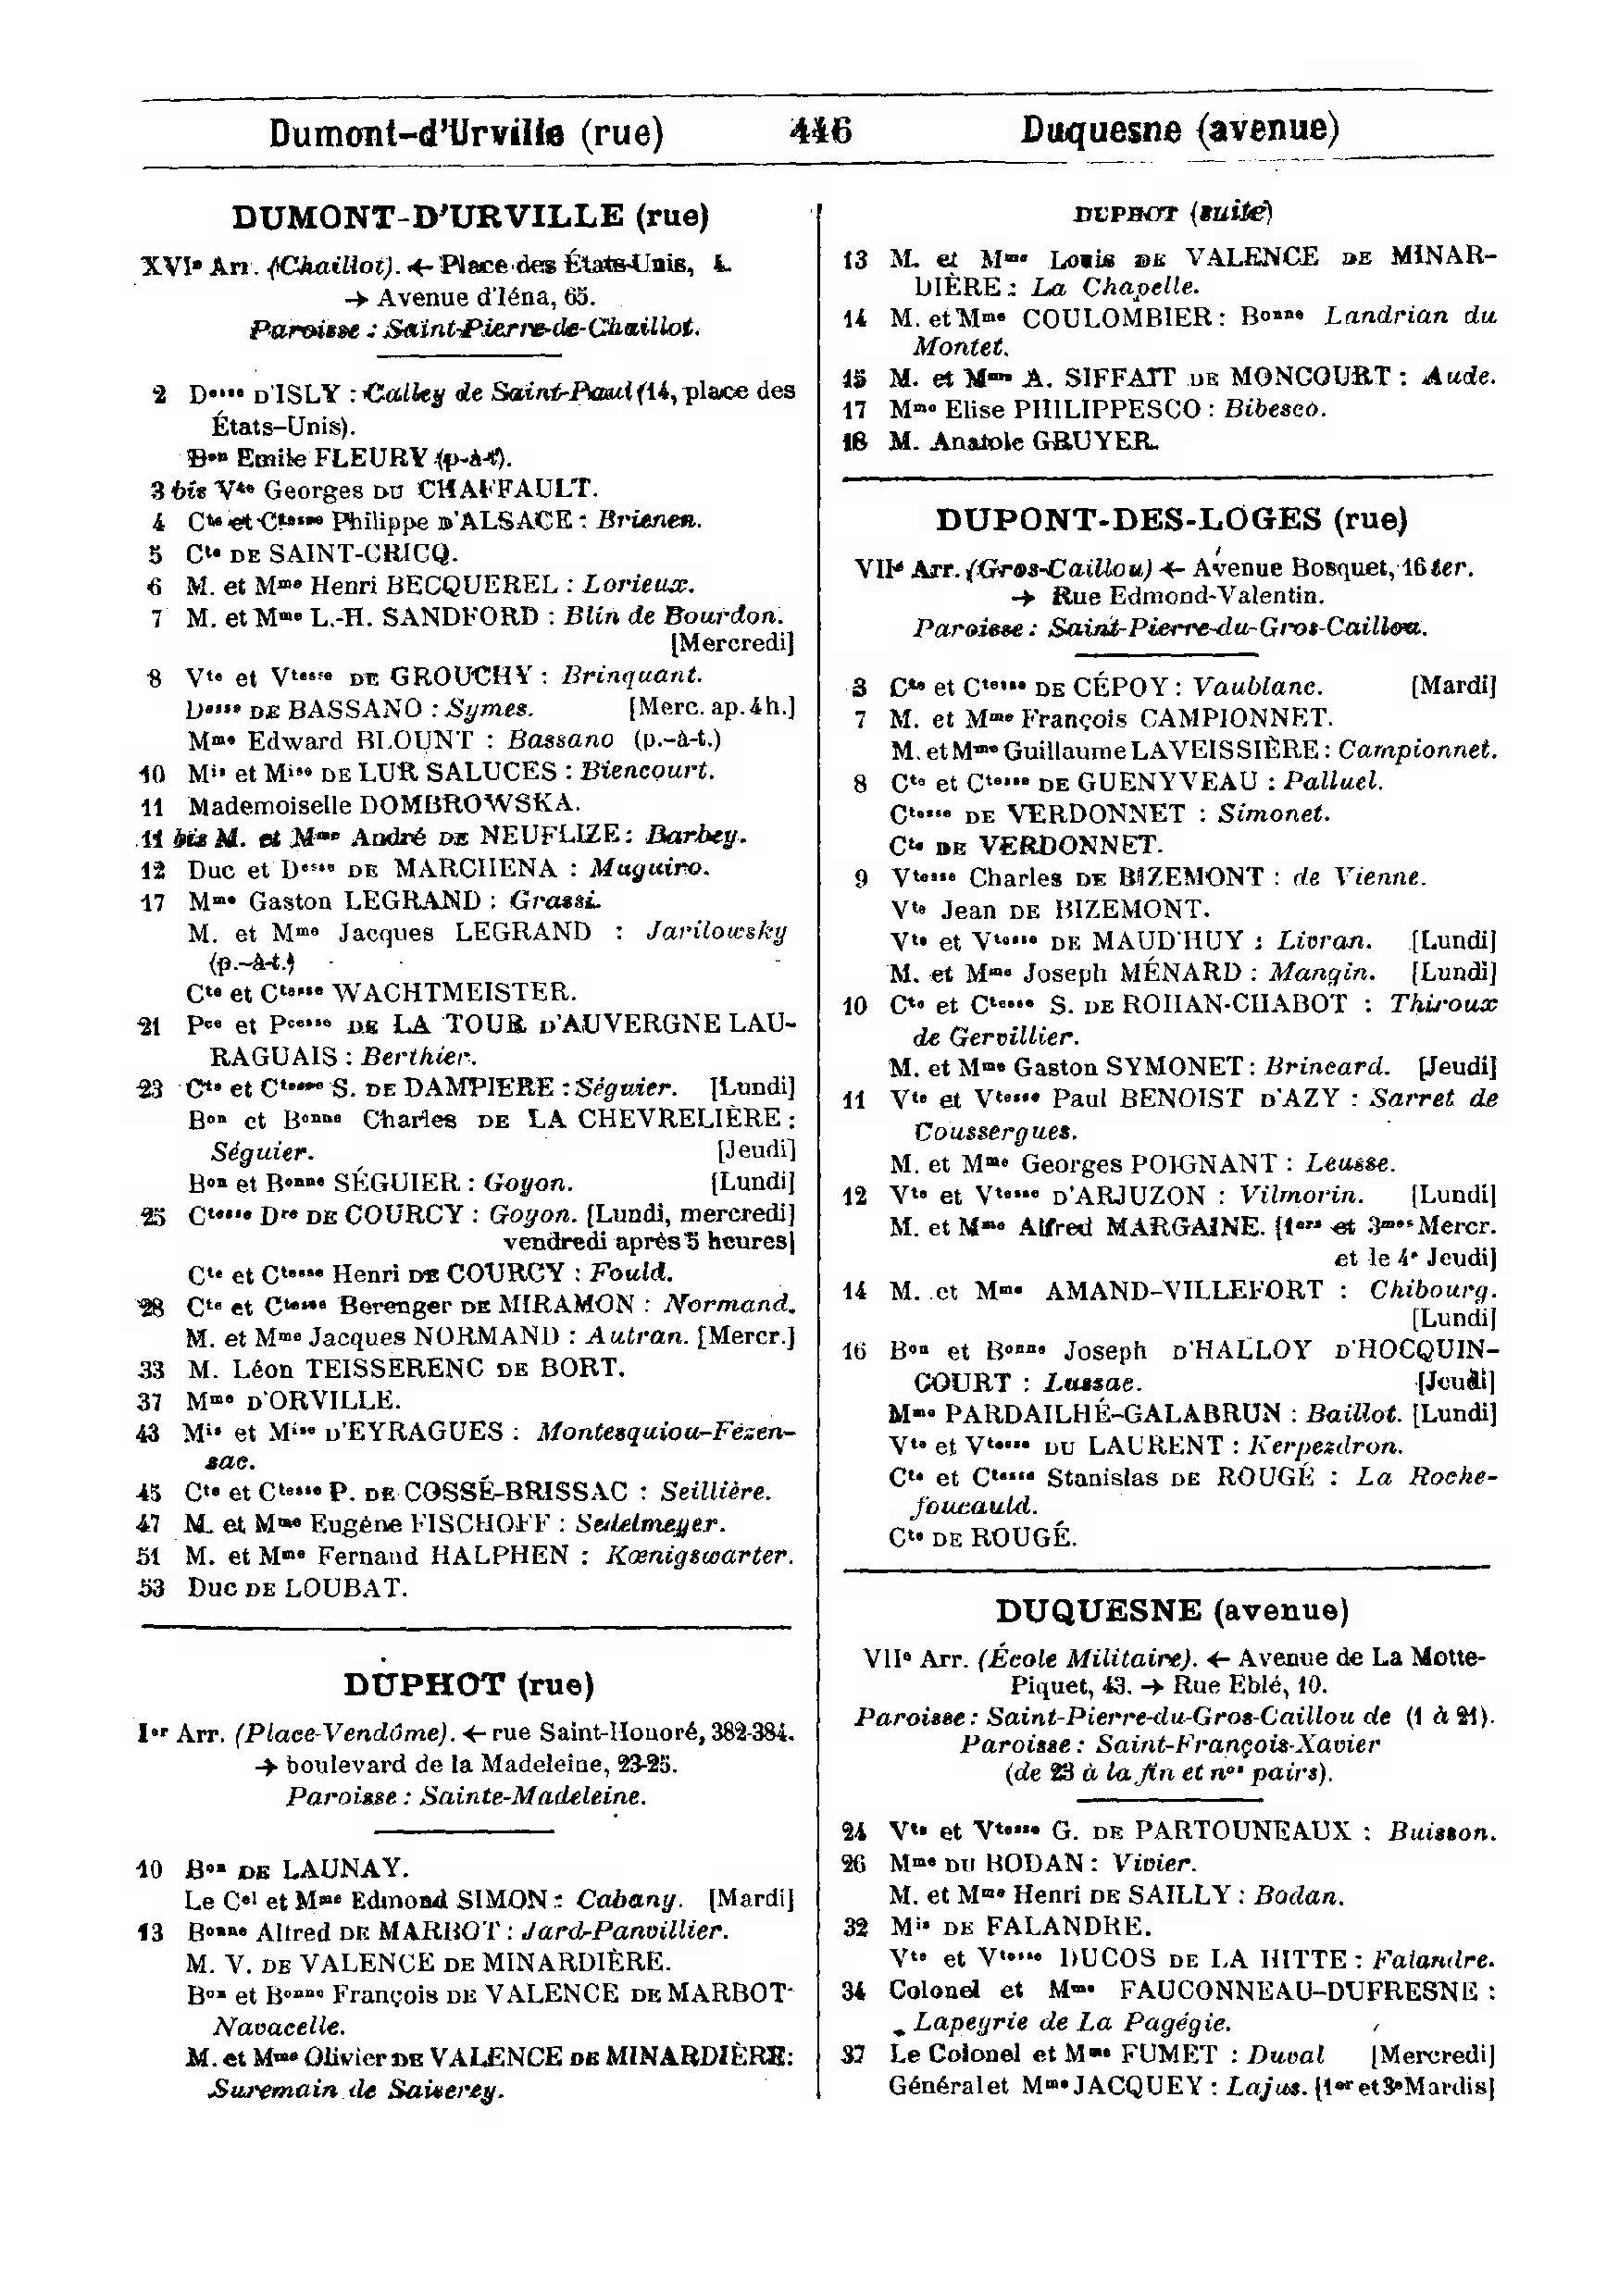 Dumont-d'Urville (rue) 446 Duquesne (avenue)
DUMONT-D'URVILLE (rue)
XVIe Arr. (Chaillot). ← Place des États-Unis, 1.
→ Avenue d'Iéna, 65.
Paroisse : Saint-Pierre-de-Chaillot.
2 Desse D'ISLY : Calley de Saint-Paul (14, place des
États-Unis).
Bon Emile FLEURY (p-à-t).
3 bis Vte Georges DU CHAFFAULT.
4 Cte et Ctesse Philippe D'ALSACE : Brienen.
5 Cte DE SAINT-CRICQ.
6 M. et Mme Henri BECQUEREL : Lorieux.
7 M. et Mme L.-H. SANDFORD : Blin de Bourdon.
[Mercredi]
8 Vte et Vtesse DE GROUCHY : Brinquant.
Desse DE BASSANO : Symes. [Merc. ap. 4h.]
Mme Edward BLOUNT : Bassano (p.-à-t.)
10 Mis et Mise DE LUR SALUCES : Biencourt.
11 Mademoiselle DOMBROWSKA.
11 bis M. et Mme André DE NEUFLIZE : Barbey.
12 Duc et Desse DE MARCHENA : Muguiro.
17 Mme Gaston LEGRAND : Grassi.
M. et Mme Jacques LEGRAND : Jarilowsky
(p.-à-t.)
Cte et Ctesse WACHTMEISTER.
21 Pce et Pcesse DE LA TOUR D'AUVERGNE LAU-
RAGUAIS : Berthier.
23 Cte et Ctesse S. DE DAMPIERE : Séguier. [Lundi]
Bon et Bonne Charles DE LA CHEVRELIÈRE :
Séguier. [Jeudi]
Bon et Bonne SÉGUIER : Goyon. [Lundi]
25 Ctesse Dre DE COURCY : Goyon. [Lundi, mercredi]
vendredi après 5 heures]
Cte et Ctesse Henri DE COURCY : Fould.
28 Cte et Ctesse Berenger DE MIRAMON : Normand.
M. et Mme Jacques NORMAND : Autran. [Mercr.]
33 M. Léon TEISSERENC DE BORT.
37 Mme D'ORVILLE.
43 Mis et Mise D'EYRAGUES : Montesquiou-Fézen-
sac.
45 Cte et Ctesse P. DE COSSÉ-BRISSAC : Seillière.
47 M. et Mme Eugène FISCHOFF : Sedelmeyer.
51 M. et Mme Fernand HALPHEN : Kœnigswarter.
53 Duc DE LOUBAT.
DUPHOT (rue)
Ier Arr. (Place-Vendôme). ← rue Saint-Honoré, 382-384.
→ boulevard de la Madeleine, 23-25.
Paroisse : Sainte-Madeleine.
10 Bon DE LAUNAY.
Le Cel et Mme Edmond SIMON : Cabany. [Mardi]
13 Bonne Alfred DE MARBOT : Jard-Panvillier.
M. V. DE VALENCE DE MINARDIÈRE.
Bon et Bonne François DE VALENCE DE MARBOT-
Navacelle.
M. et Mme Olivier DE VALENCE DE MINARDIÈRE :
Suremain de Saiserey.
DUPHOT (suite)
13 M. et Mme Louis DE VALENCE DE MINAR-
DIÈRE : La Chapelle.
14 M. et Mme COULOMBIER : Bonne Landrian du
Montet.
15 M. et Mme A. SIFFAIT DE MONCOURT : Aude.
17 Mme Elise PHILIPPESCO : Bibesco.
18 M. Anatole GRUYER.
DUPONT-DES-LOGES (rue)
VIIe Arr. (Gros-Caillou) ← Avenue Bosquet, 16 ter.
→ Rue Edmond-Valentin.
Paroisse : Saint-Pierre-du-Gros-Caillou.
3 Cte et Ctesse DE CÉPOY : Vaublanc. [Mardi]
7 M. et Mme François CAMPIONNET.
M. et Mme Guillaume LAVEISSIÈRE : Campionnet.
8 Cte et Ctesse DE GUENYVEAU : Palluel.
Ctesse DE VERDONNET : Simonet.
Cte DE VERDONNET.
9 Vtesse Charles DE BIZEMONT : de Vienne.
Vte Jean DE BIZEMONT.
Vte et Vtesse DE MAUD'HUY : Livran. [Lundi]
M. et Mme Joseph MÉNARD : Mangin. [Lundi]
10 Cte et Ctesse S. DE ROHAN-CHABOT : Thiroux
de Gervillier.
M. et Mme Gaston SYMONET : Brincard. [Jeudi]
11 Vte et Vtesse Paul BENOIST D'AZY : Sarret de
Coussergues.
M. et Mme Georges POIGNANT : Leusse.
12 Vte et Vtesse D'ARJUZON : Vilmorin. [Lundi]
M. et Mme Alfred MARGAINE. [1ers et 3mes Mercr.
et le 4e Jeudi]
14 M. et Mme AMAND-VILLEFORT : Chibourg.
[Lundi]
16 Bon et Bonne Joseph D'HALLOY D'HOCQUIN-
COURT : Lussac. [Jeudi]
Mme PARDAILHÉ-GALABRUN : Baillot. [Lundi]
Vte et Vtesse DU LAURENT : Kerpezdron.
Cte et Ctesse Stanislas DE ROUGÉ : La Roche-
foucauld.
Cte DE ROUGÉ.
DUQUESNE (avenue)
VIIe Arr. (École Militaire). ← Avenue de La Motte-
Piquet, 43. → Rue Eblé, 10.
Paroisse : Saint-Pierre-du-Gros-Caillou de (1 à 21).
Paroisse : Saint-François-Xavier
(de 23 à la fin et nos pairs).
24 Vte et Vtesse G. DE PARTOUNEAUX : Buisson.
26 Mme DU BODAN : Vivier.
M. et Mme Henri DE SAILLY : Bodan.
32 Mis DE FALANDRE.
Vte et Vtesse DUCOS DE LA HITTE : Falandre.
34 Colonel et Mme FAUCONNEAU-DUFRESNE :
Lapeyrie de La Pagégie.
37 Le Colonel et Mme FUMET : Duval [Mercredi]
Général et Mme JACQUEY : Lajus. [1er et 3e Mardis]